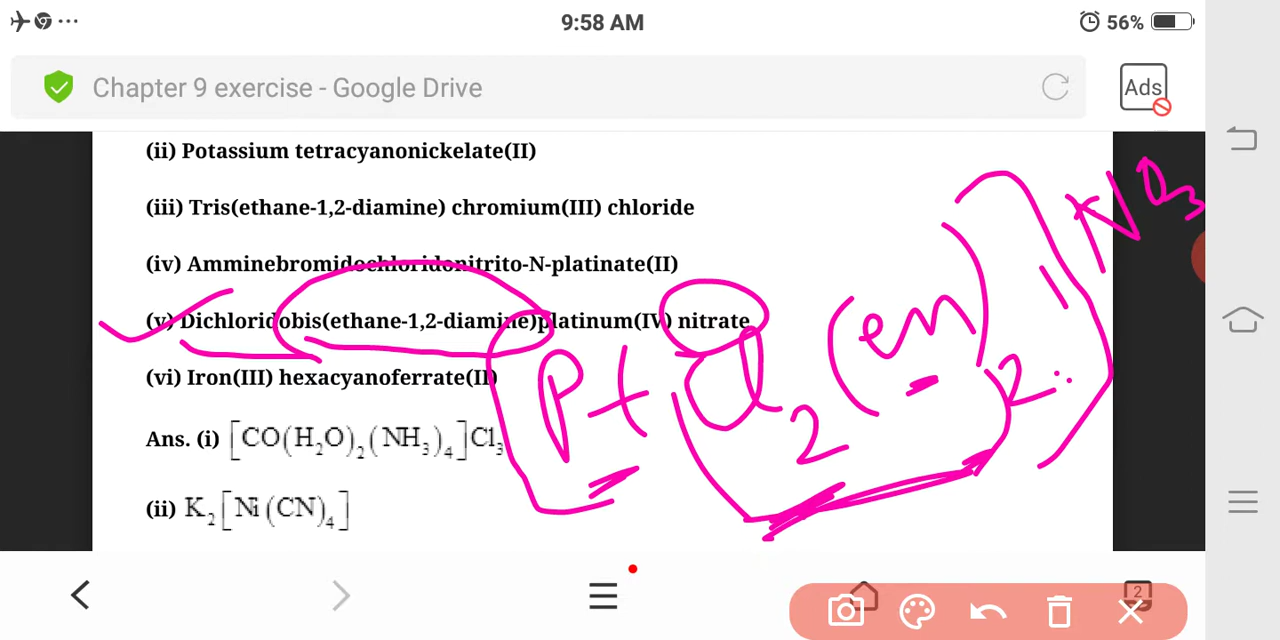 9:58 AM
56%
Chapter 9 exercise - Google Drive
Ads
(ii) Potassium tetracyanonickelate(II)
(iii) Tris(ethane-1,2-diamine) chromium(III) chloride
(iv) Amminebromidochloridonitrito-N-platinate(II)
(v) Dichloridobis(ethane-1,2-diamine)platinum(IV) nitrate
[Pt Cl2 (en)2] NO3
(vi) Iron(III) hexacyanoferrate(II)
Ans. (i) [CO(H₂O)₂(NH₃)₄]Cl₃
(ii) K₂[Ni(CN)₄]
2